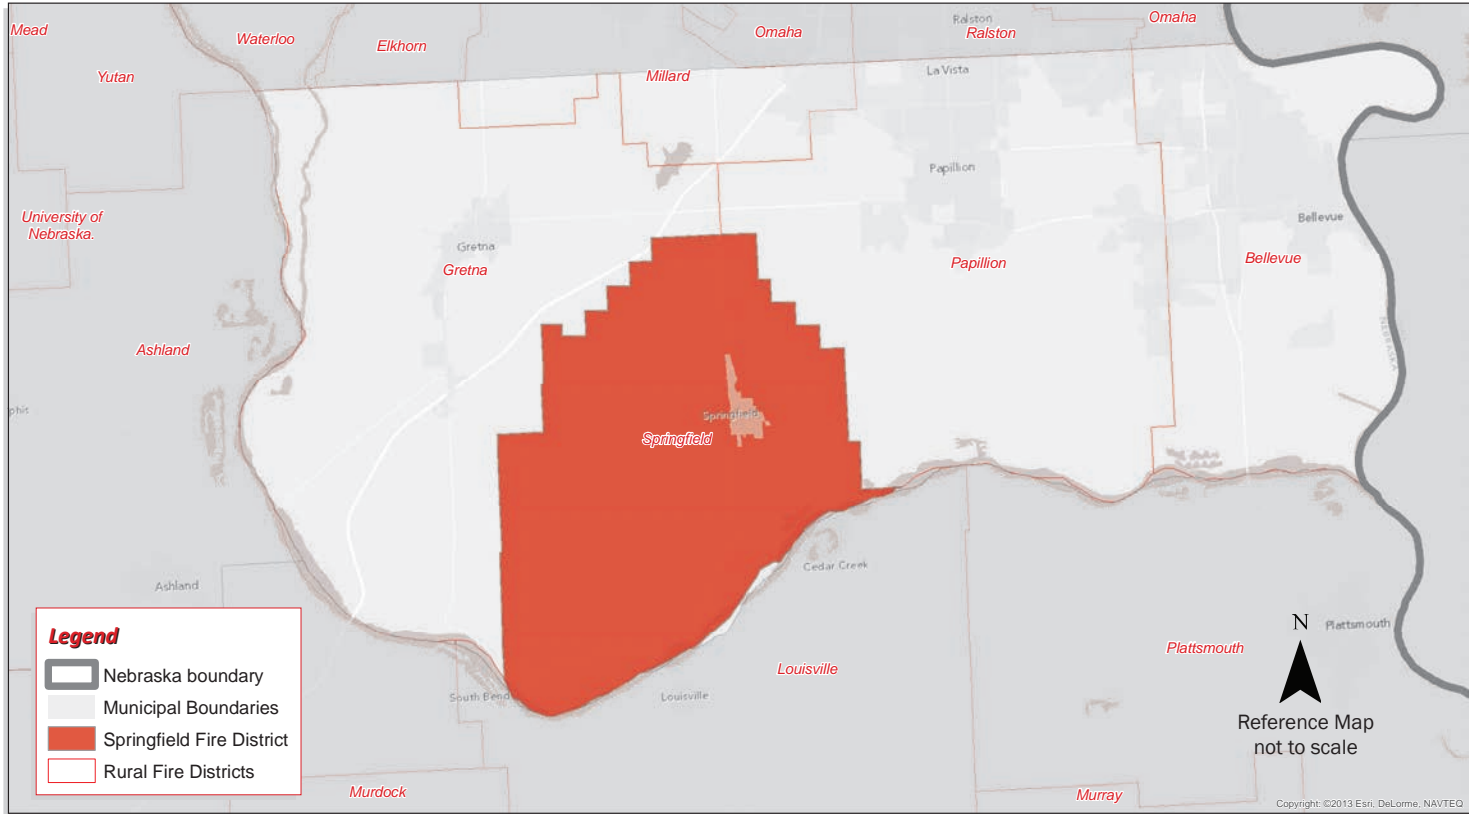 Mead
Waterloo
Elkhorn
Omaha
Ralston
Ralston
Omaha
Yutan
Millard
La Vista
Papillion
University of
Nebraska.
Gretna
Gretna
Papillion
Bellevue
Bellevue
Ashland
NEBRASKA
phis
Springfield
Springfield
Cedar Creek
Ashland
Legend
Nebraska boundary
Municipal Boundaries
Springfield Fire District
Rural Fire Districts
South Bend
Louisville
Louisville
Plattsmouth
Plattsmouth
N
Reference Map
not to scale
Murdock
Murray
Copyright: ©2013 Esri, DeLorme, NAVTEQ